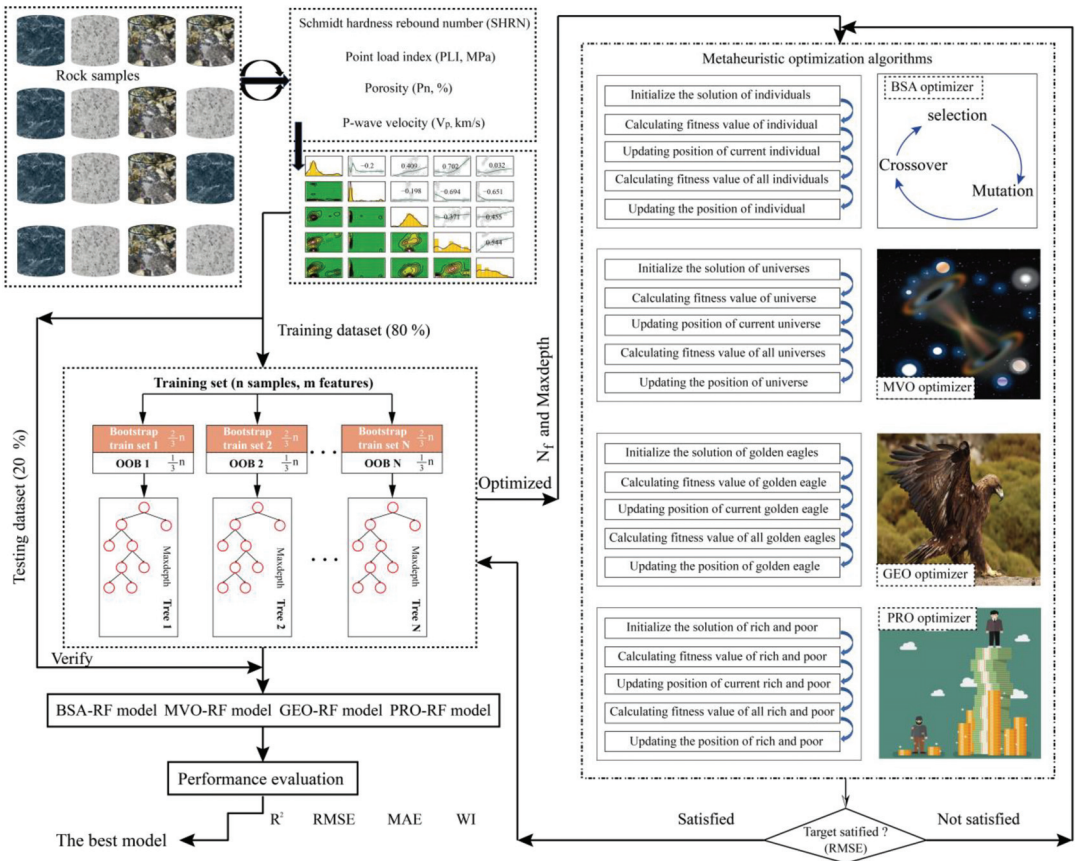 Rock samples
Schmidt hardness rebound number (SHRN)
Point load index (PLI, MPa)
Porosity (Pn, %)
P-wave velocity (Vp, km/s)
−0.2
0.409
0.702
0.032
−0.198
−0.694
−0.651
0.371
0.455
0.544
Training dataset (80 %)
Testing dataset (20 %)
Training set (n samples, m features)
Bootstrap
train set 1
2/3 n
OOB 1
1/3 n
Bootstrap
train set 2
2/3 n
OOB 2
1/3 n
. . .
Bootstrap
train set N
2/3 n
OOB N
1/3 n
Maxdepth
Tree 1
Maxdepth
Tree 2
. . .
Maxdepth
Tree N
Verify
Optimized
Nf and Maxdepth
BSA-RF model MVO-RF model GEO-RF model PRO-RF model
Performance evaluation
R² RMSE MAE WI
The best model
Metaheuristic optimization algorithms
Initialize the solution of individuals
Calculating fitness value of individual
Updating position of current individual
Calculating fitness value of all individuals
Updating the position of individual
BSA optimizer
selection
Crossover
Mutation
Initialize the solution of universes
Calculating fitness value of universe
Updating position of current universe
Calculating fitness value of all universes
Updating the position of universe
MVO optimizer
Initialize the solution of golden eagles
Calculating fitness value of golden eagle
Updating position of current golden eagle
Calculating fitness value of all golden eagles
Updating the position of golden eagle
GEO optimizer
Initialize the solution of rich and poor
Calculating fitness value of rich and poor
Updating position of current rich and poor
Calculating fitness value of all rich and poor
Updating the position of rich and poor
PRO optimizer
Satisfied
Target satified ?
(RMSE)
Not satisfied